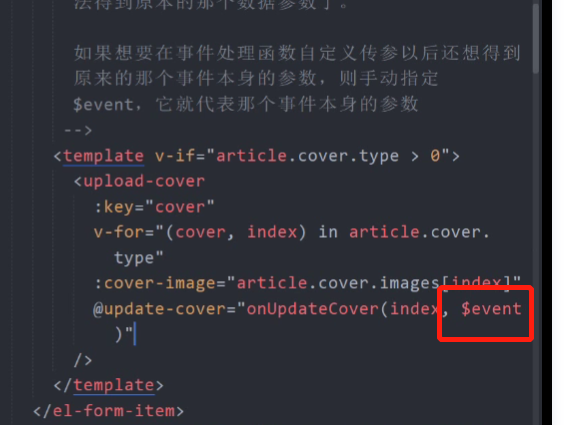 法得到原本的那个数据参数了。
如果想要在事件处理函数自定义传参以后还想得到
原来的那个事件本身的参数，则手动指定
$event，它就代表那个事件本身的参数
-->
<template v-if="article.cover.type > 0">
<upload-cover
:key="cover"
v-for="(cover, index) in article.cover.
type"
:cover-image="article.cover.images[index]"
@update-cover="onUpdateCover(index, $event
)"
/>
</template>
</el-form-item>